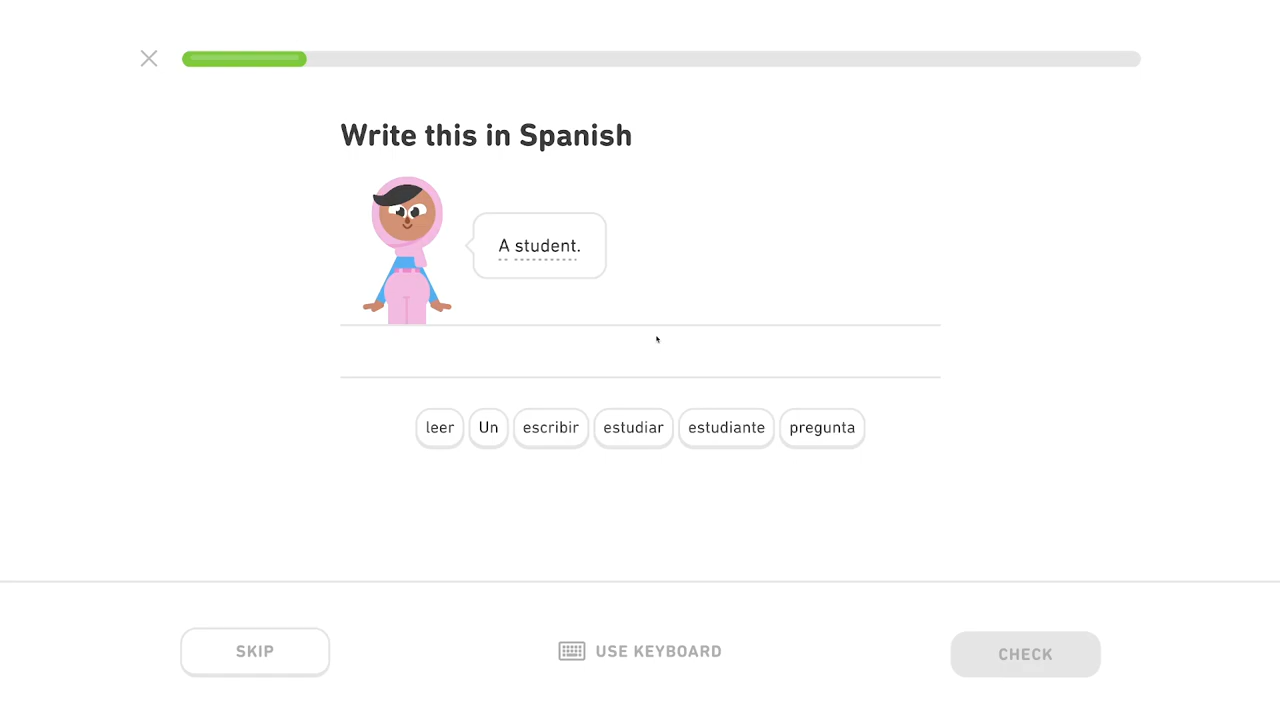 Write this in Spanish
A student.
leer Un escribir estudiar estudiante pregunta
SKIP USE KEYBOARD CHECK